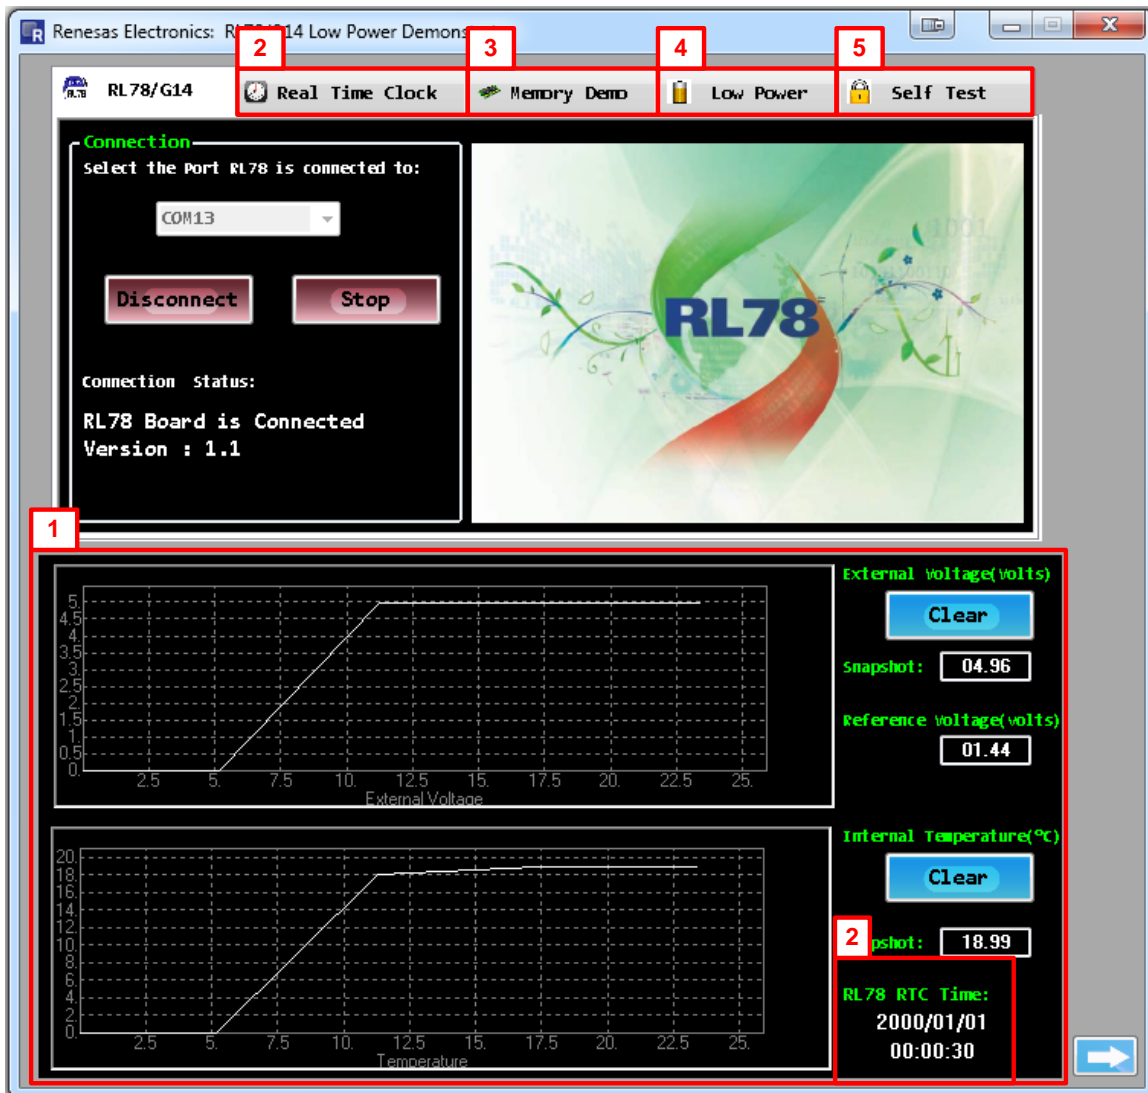 Renesas Electronics: RL78/G14 Low Power Demons
2
3
4
5
RL78/G14
Real Time Clock
Memory Demo
Low Power
Self Test
Connection
Select the Port RL78 is connected to:
COM13
Disconnect
Stop
Connection Status:
RL78 Board is Connected
Version : 1.1
RL78
1001
1
5.
4.5
4.
3.5
3.
2.5
2.
1.5
1.
0.5
0.
2.5 5. 7.5 10. 12.5 15. 17.5 20. 22.5 25.
External Voltage
External Voltage(Volts)
Clear
Snapshot: 04.96
Reference Voltage(Volts)
01.44
20.
18.
16.
14.
12.
10.
8.
6.
4.
2.
0.
2.5 5. 7.5 10. 12.5 15. 17.5 20. 22.5 25.
Temperature
Internal Temperature(°C)
Clear
2
pshot: 18.99
RL78 RTC Time:
2000/01/01
00:00:30